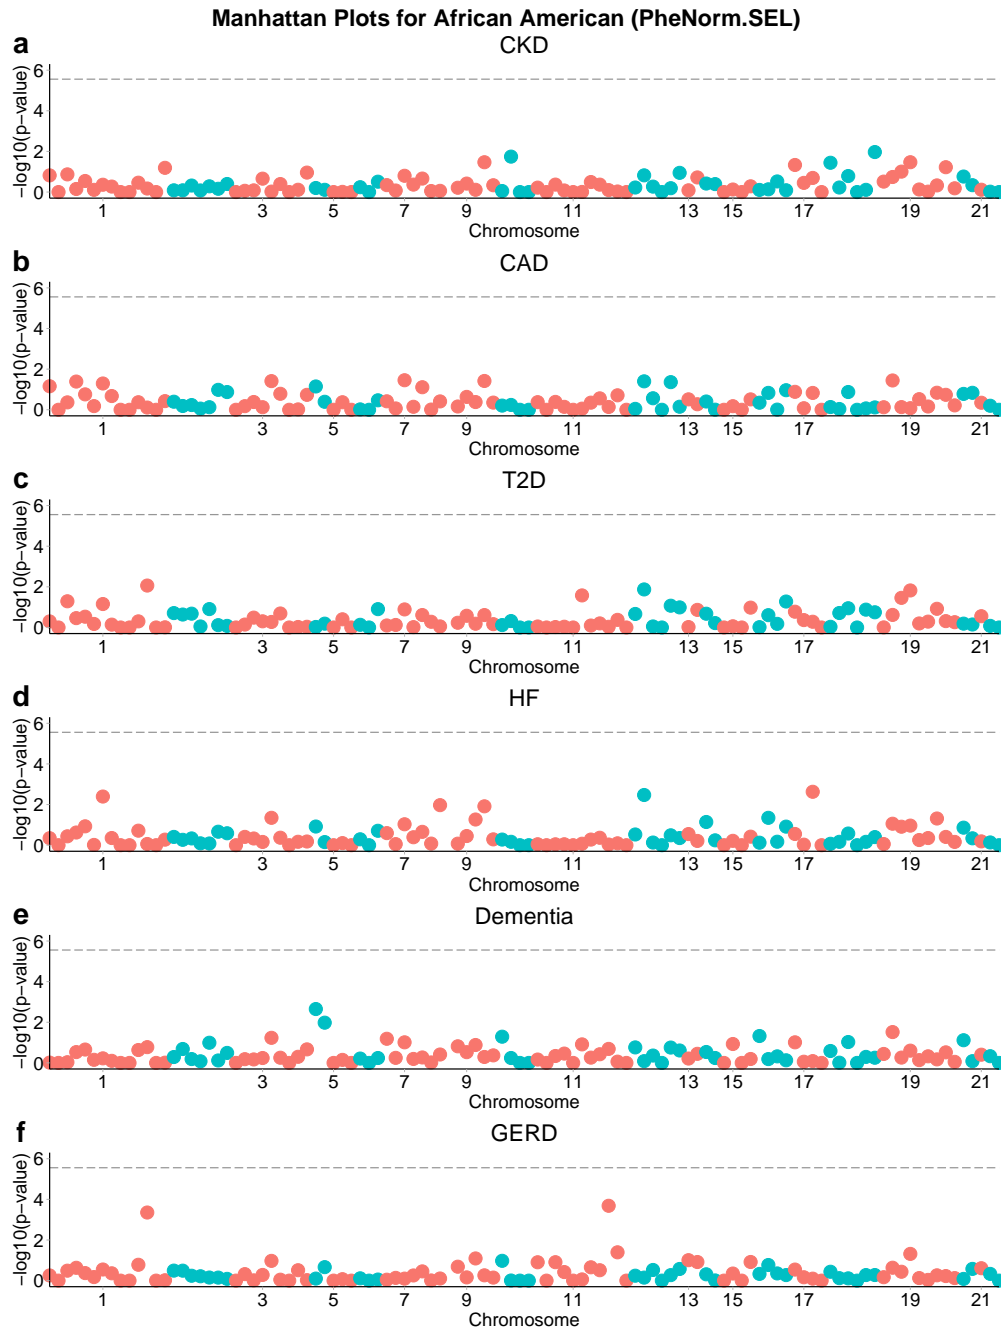 Manhattan Plots for African American (PheNorm.SEL)
a
CKD
−log10(p−value)
6
4
2
0
1 3 5 7 9 11 13 15 17 19 21
Chromosome
b
CAD
−log10(p−value)
6
4
2
0
1 3 5 7 9 11 13 15 17 19 21
Chromosome
c
T2D
−log10(p−value)
6
4
2
0
1 3 5 7 9 11 13 15 17 19 21
Chromosome
d
HF
−log10(p−value)
6
4
2
0
1 3 5 7 9 11 13 15 17 19 21
Chromosome
e
Dementia
−log10(p−value)
6
4
2
0
1 3 5 7 9 11 13 15 17 19 21
Chromosome
f
GERD
−log10(p−value)
6
4
2
0
1 3 5 7 9 11 13 15 17 19 21
Chromosome